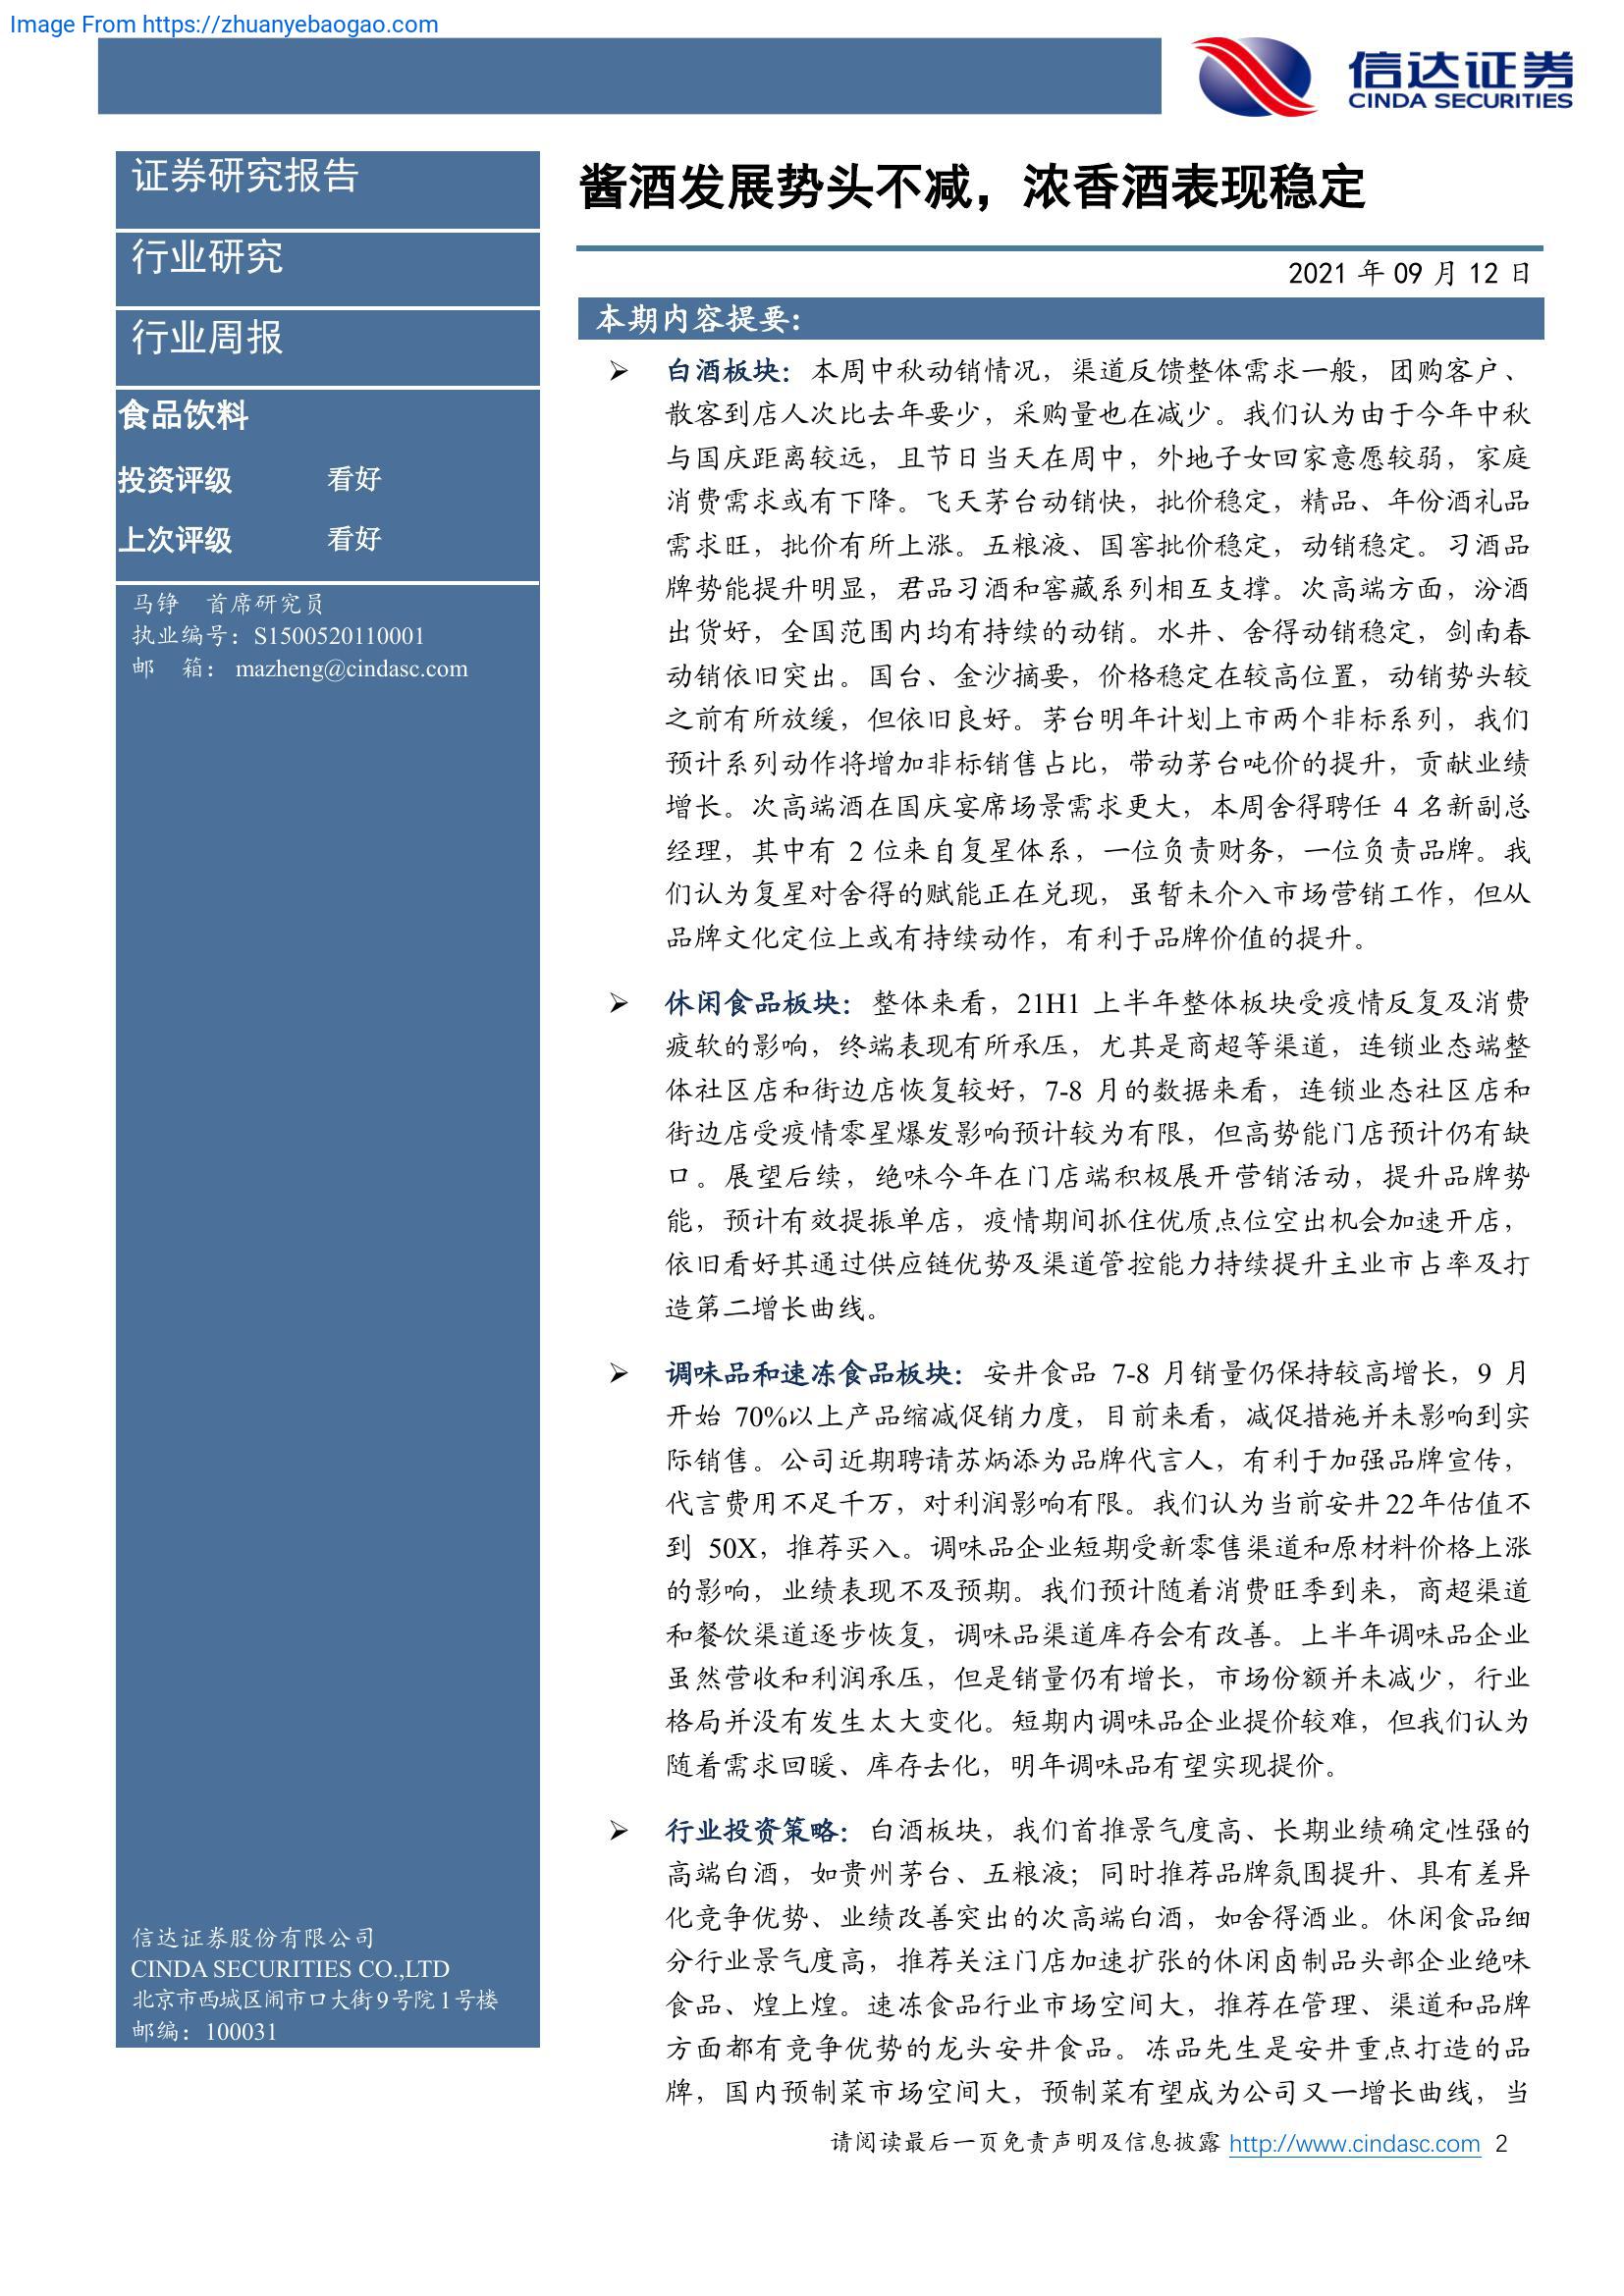 Image From https://zhuanyebaogao.com
信达证券
CINDA SECURITIES
证券研究报告
行业研究
行业周报
食品饮料
投资评级 看好
上次评级 看好
马铮 首席研究员
执业编号：S1500520110001
邮 箱： mazheng@cindasc.com
信达证券股份有限公司
CINDA SECURITIES CO.,LTD
北京市西城区闹市口大街9号院1号楼
邮编：100031
酱酒发展势头不减，浓香酒表现稳定
2021 年 09 月 12 日
本期内容提要:
➢ 白酒板块：本周中秋动销情况，渠道反馈整体需求一般，团购客户、
散客到店人次比去年要少，采购量也在减少。我们认为由于今年中秋
与国庆距离较远，且节日当天在周中，外地子女回家意愿较弱，家庭
消费需求或有下降。飞天茅台动销快，批价稳定，精品、年份酒礼品
需求旺，批价有所上涨。五粮液、国窖批价稳定，动销稳定。习酒品
牌势能提升明显，君品习酒和窖藏系列相互支撑。次高端方面，汾酒
出货好，全国范围内均有持续的动销。水井、舍得动销稳定，剑南春
动销依旧突出。国台、金沙摘要，价格稳定在较高位置，动销势头较
之前有所放缓，但依旧良好。茅台明年计划上市两个非标系列，我们
预计系列动作将增加非标销售占比，带动茅台吨价的提升，贡献业绩
增长。次高端酒在国庆宴席场景需求更大，本周舍得聘任 4 名新副总
经理，其中有 2 位来自复星体系，一位负责财务，一位负责品牌。我
们认为复星对舍得的赋能正在兑现，虽暂未介入市场营销工作，但从
品牌文化定位上或有持续动作，有利于品牌价值的提升。
➢ 休闲食品板块：整体来看，21H1 上半年整体板块受疫情反复及消费
疲软的影响，终端表现有所承压，尤其是商超等渠道，连锁业态端整
体社区店和街边店恢复较好，7-8 月的数据来看，连锁业态社区店和
街边店受疫情零星爆发影响预计较为有限，但高势能门店预计仍有缺
口。展望后续，绝味今年在门店端积极展开营销活动，提升品牌势
能，预计有效提振单店，疫情期间抓住优质点位空出机会加速开店，
依旧看好其通过供应链优势及渠道管控能力持续提升主业市占率及打
造第二增长曲线。
➢ 调味品和速冻食品板块：安井食品 7-8 月销量仍保持较高增长，9 月
开始 70%以上产品缩减促销力度，目前来看，减促措施并未影响到实
际销售。公司近期聘请苏炳添为品牌代言人，有利于加强品牌宣传，
代言费用不足千万，对利润影响有限。我们认为当前安井22年估值不
到 50X，推荐买入。调味品企业短期受新零售渠道和原材料价格上涨
的影响，业绩表现不及预期。我们预计随着消费旺季到来，商超渠道
和餐饮渠道逐步恢复，调味品渠道库存会有改善。上半年调味品企业
虽然营收和利润承压，但是销量仍有增长，市场份额并未减少，行业
格局并没有发生太大变化。短期内调味品企业提价较难，但我们认为
随着需求回暖、库存去化，明年调味品有望实现提价。
➢ 行业投资策略：白酒板块，我们首推景气度高、长期业绩确定性强的
高端白酒，如贵州茅台、五粮液；同时推荐品牌氛围提升、具有差异
化竞争优势、业绩改善突出的次高端白酒，如舍得酒业。休闲食品细
分行业景气度高，推荐关注门店加速扩张的休闲卤制品头部企业绝味
食品、煌上煌。速冻食品行业市场空间大，推荐在管理、渠道和品牌
方面都有竞争优势的龙头安井食品。冻品先生是安井重点打造的品
牌，国内预制菜市场空间大，预制菜有望成为公司又一增长曲线，当
请阅读最后一页免责声明及信息披露 http://www.cindasc.com 2